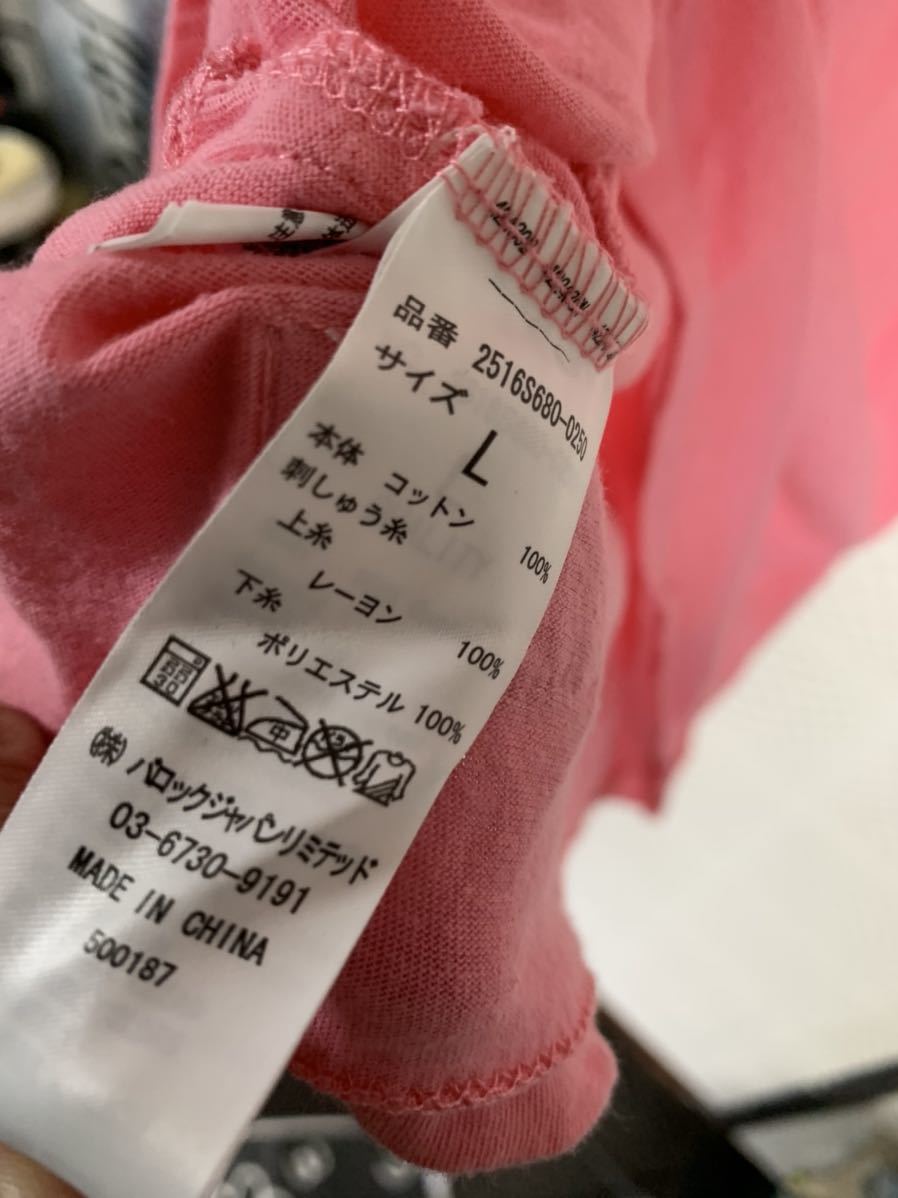 品番 2516S680-0250
サイズ
L
本体 コットン 100%
刺しゅう糸
上糸 レーヨン 100%
下糸 ポリエステル 100%
(株)バロックジャパンリミテッド
03-6730-9191
MADE IN CHINA
500187